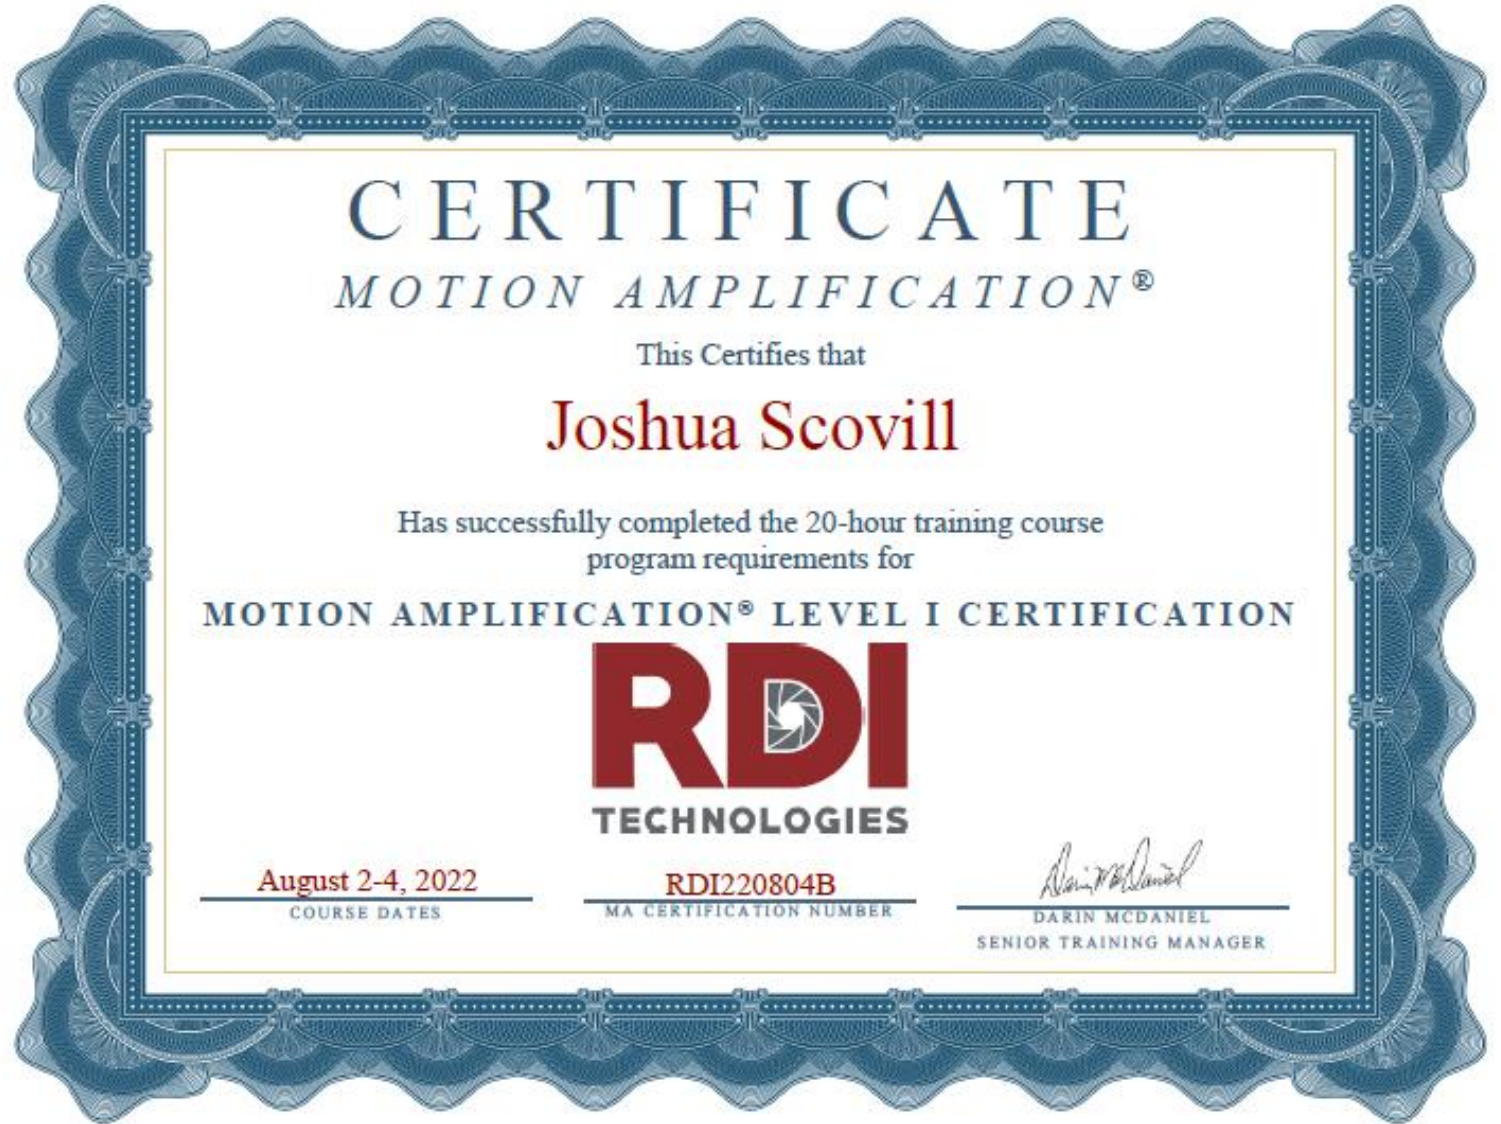 CERTIFICATE
MOTION AMPLIFICATION®
This Certifies that
Joshua Scovill
Has successfully completed the 20-hour training course
program requirements for
MOTION AMPLIFICATION® LEVEL I CERTIFICATION
RDI
TECHNOLOGIES
August 2-4, 2022
COURSE DATES
RDI220804B
MA CERTIFICATION NUMBER
Darin McDaniel
DARIN MCDANIEL
SENIOR TRAINING MANAGER